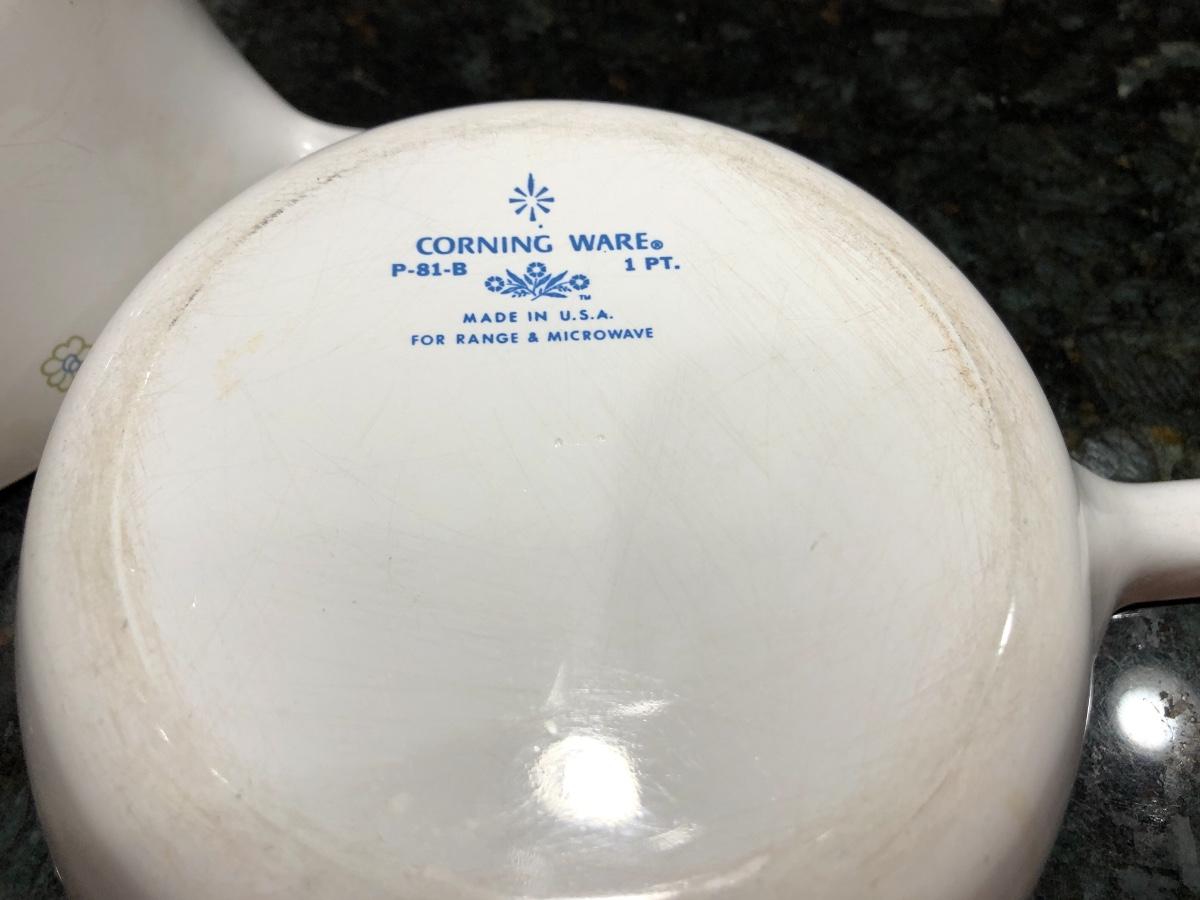 CORNING WARE®
P-81-B 1 PT.
™
MADE IN U.S.A.
FOR RANGE & MICROWAVE